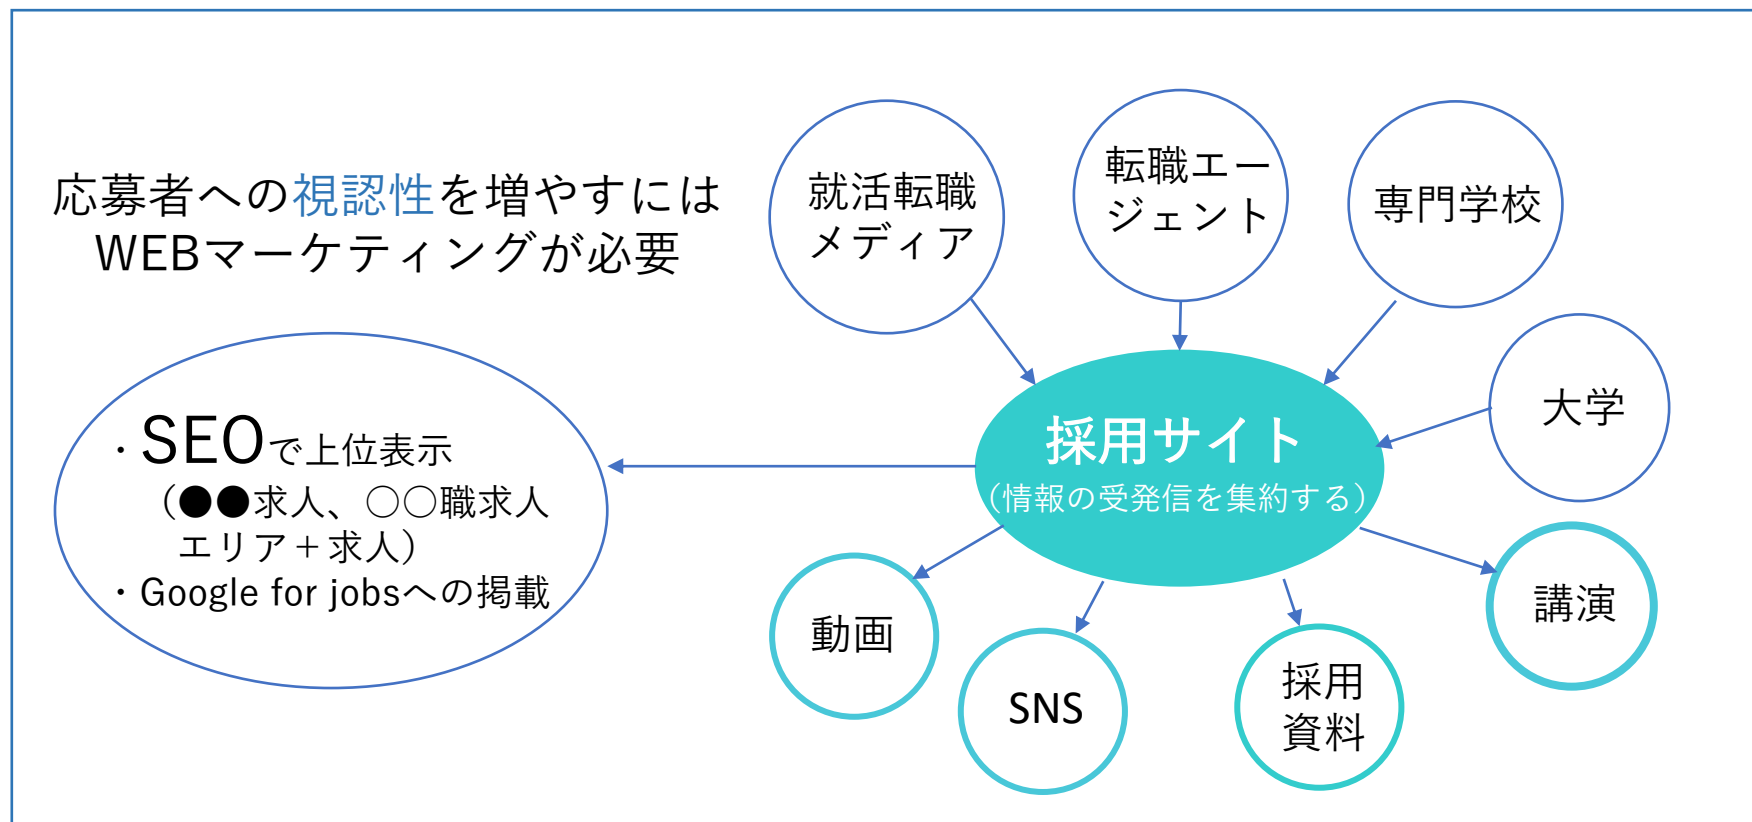 応募者への視認性を増やすには
WEBマーケティングが必要
・SEOで上位表示
（●●求人、○○職求人
エリア＋求人）
・Google for jobsへの掲載
就活転職
メディア
転職エー
ジェント
専門学校
大学
採用サイト
（情報の受発信を集約する）
動画
SNS
採用
資料
講演